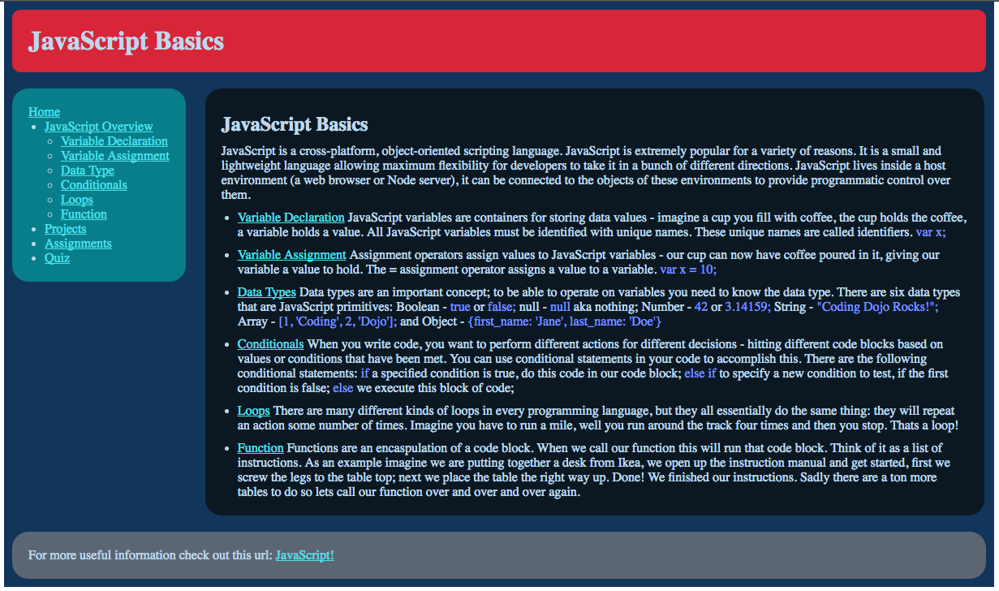 JavaScript Basics
Home
JavaScript Overview
Variable Declaration
Variable Assignment
Data Type
Conditionals
Loops
Function
Projects
Assignments
Quiz
JavaScript Basics
JavaScript is a cross-platform, object-oriented scripting language. JavaScript is extremely popular for a variety of reasons. It is a small and
lightweight language allowing maximum flexibility for developers to take it in a bunch of different directions. JavaScript lives inside a host
environment (a web browser or Node server), it can be connected to the objects of these environments to provide programmatic control over
them.
Variable Declaration JavaScript variables are containers for storing data values - imagine a cup you fill with coffee, the cup holds the coffee,
a variable holds a value. All JavaScript variables must be identified with unique names. These unique names are called identifiers. var x;
Variable Assignment Assignment operators assign values to JavaScript variables - our cup can now have coffee poured in it, giving our
variable a value to hold. The = assignment operator assigns a value to a variable. var x = 10;
Data Types Data types are an important concept; to be able to operate on variables you need to know the data type. There are six data types
that are JavaScript primitives: Boolean - true or false; null - null aka nothing; Number - 42 or 3.14159; String - "Coding Dojo Rocks!";
Array - [1, 'Coding', 2, 'Dojo']; and Object - {first_name: 'Jane', last_name: 'Doe'}
Conditionals When you write code, you want to perform different actions for different decisions - hitting different code blocks based on
values or conditions that have been met. You can use conditional statements in your code to accomplish this. There are the following
conditional statements: if a specified condition is true, do this code in our code block; else if to specify a new condition to test, if the first
condition is false; else we execute this block of code;
Loops There are many different kinds of loops in every programming language, but they all essentially do the same thing: they will repeat
an action some number of times. Imagine you have to run a mile, well you run around the track four times and then you stop. Thats a loop!
Function Functions are an encaspulation of a code block. When we call our function this will run that code block. Think of it as a list of
instructions. As an example imagine we are putting together a desk from Ikea, we open up the instruction manual and get started, first we
screw the legs to the table top; next we place the table the right way up. Done! We finished our instructions. Sadly there are a ton more
tables to do so lets call our function over and over and over again.
For more useful information check out this url: JavaScript!